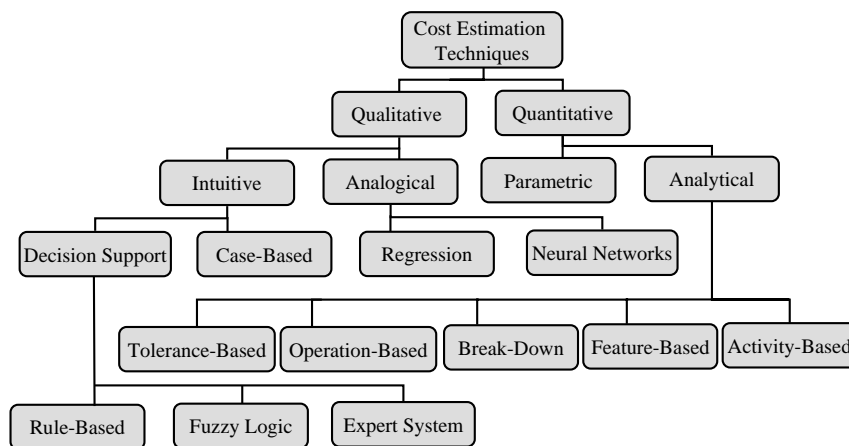 Cost Estimation
Techniques
Qualitative
Quantitative
Intuitive
Analogical
Parametric
Analytical
Decision Support
Case-Based
Regression
Neural Networks
Tolerance-Based
Operation-Based
Break-Down
Feature-Based
Activity-Based
Rule-Based
Fuzzy Logic
Expert System